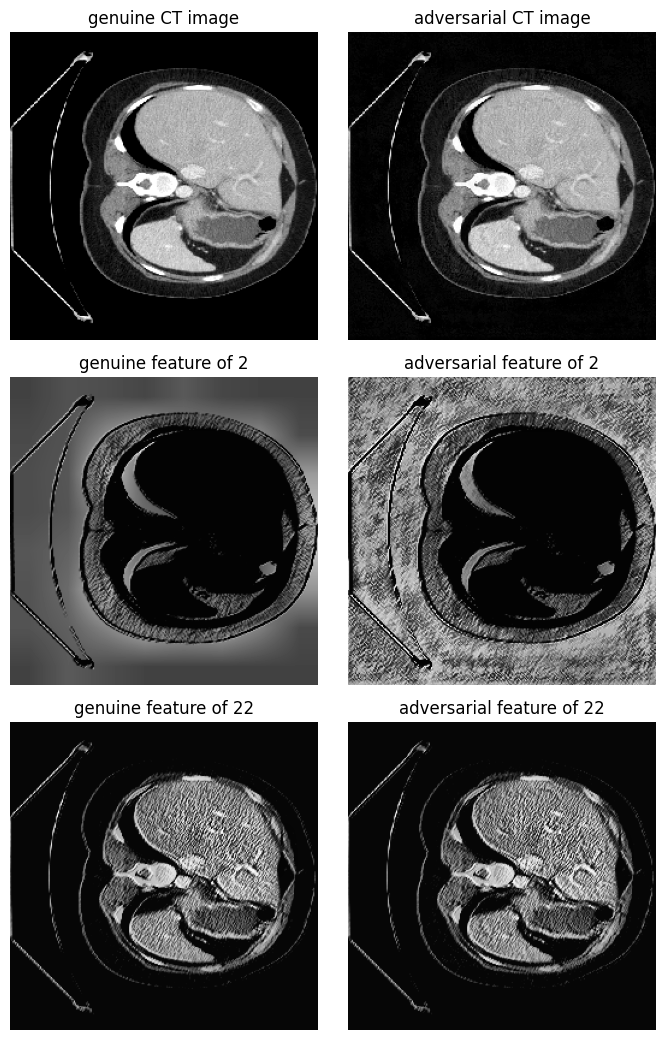 genuine CT image
adversarial CT image
genuine feature of 2
adversarial feature of 2
genuine feature of 22
adversarial feature of 22